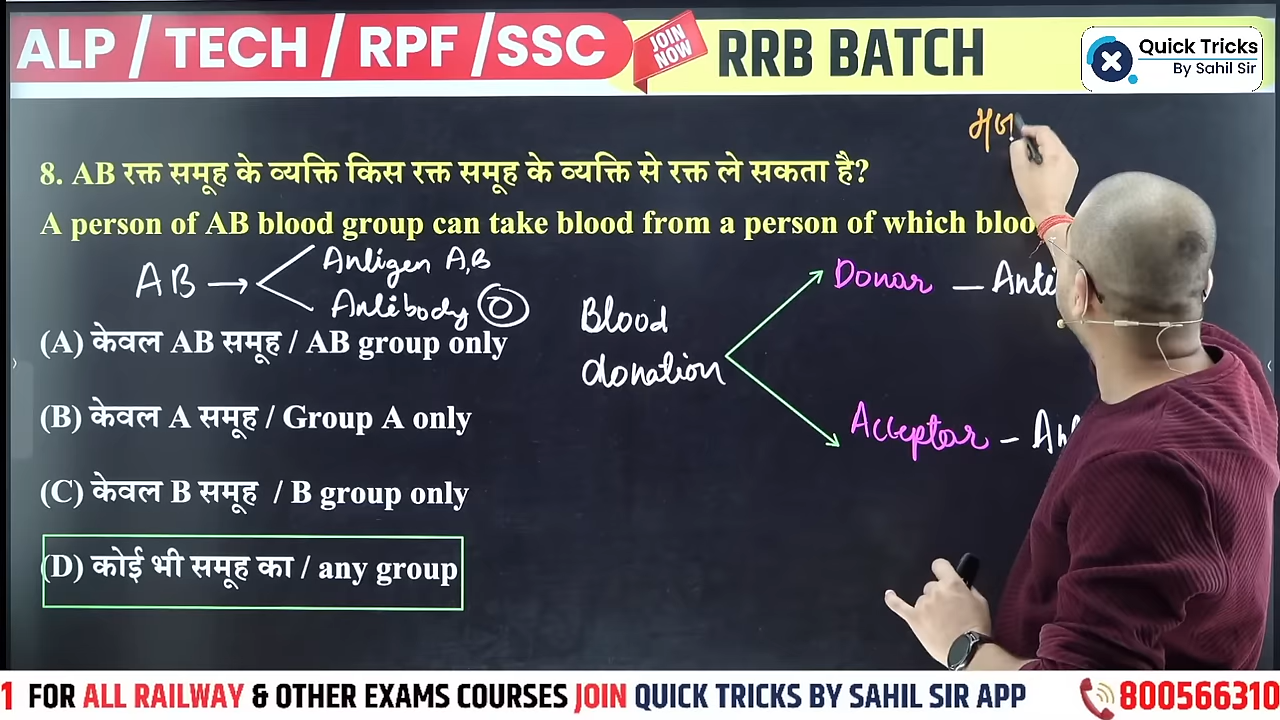 ALP / TECH / RPF / SSC
JOIN NOW
RRB BATCH
Quick Tricks
By Sahil Sir
8. AB रक्त समूह के व्यक्ति किस रक्त समूह के व्यक्ति से रक्त ले सकता है?
A person of AB blood group can take blood from a person of which bloo
AB → Antigen A,B
Antibody O
Blood donation
Donar – Anti
Acceptar – An
(A) केवल AB समूह / AB group only
(B) केवल A समूह / Group A only
(C) केवल B समूह / B group only
(D) कोई भी समूह का / any group
1 FOR ALL RAILWAY & OTHER EXAMS COURSES JOIN QUICK TRICKS BY SAHIL SIR APP
800566310